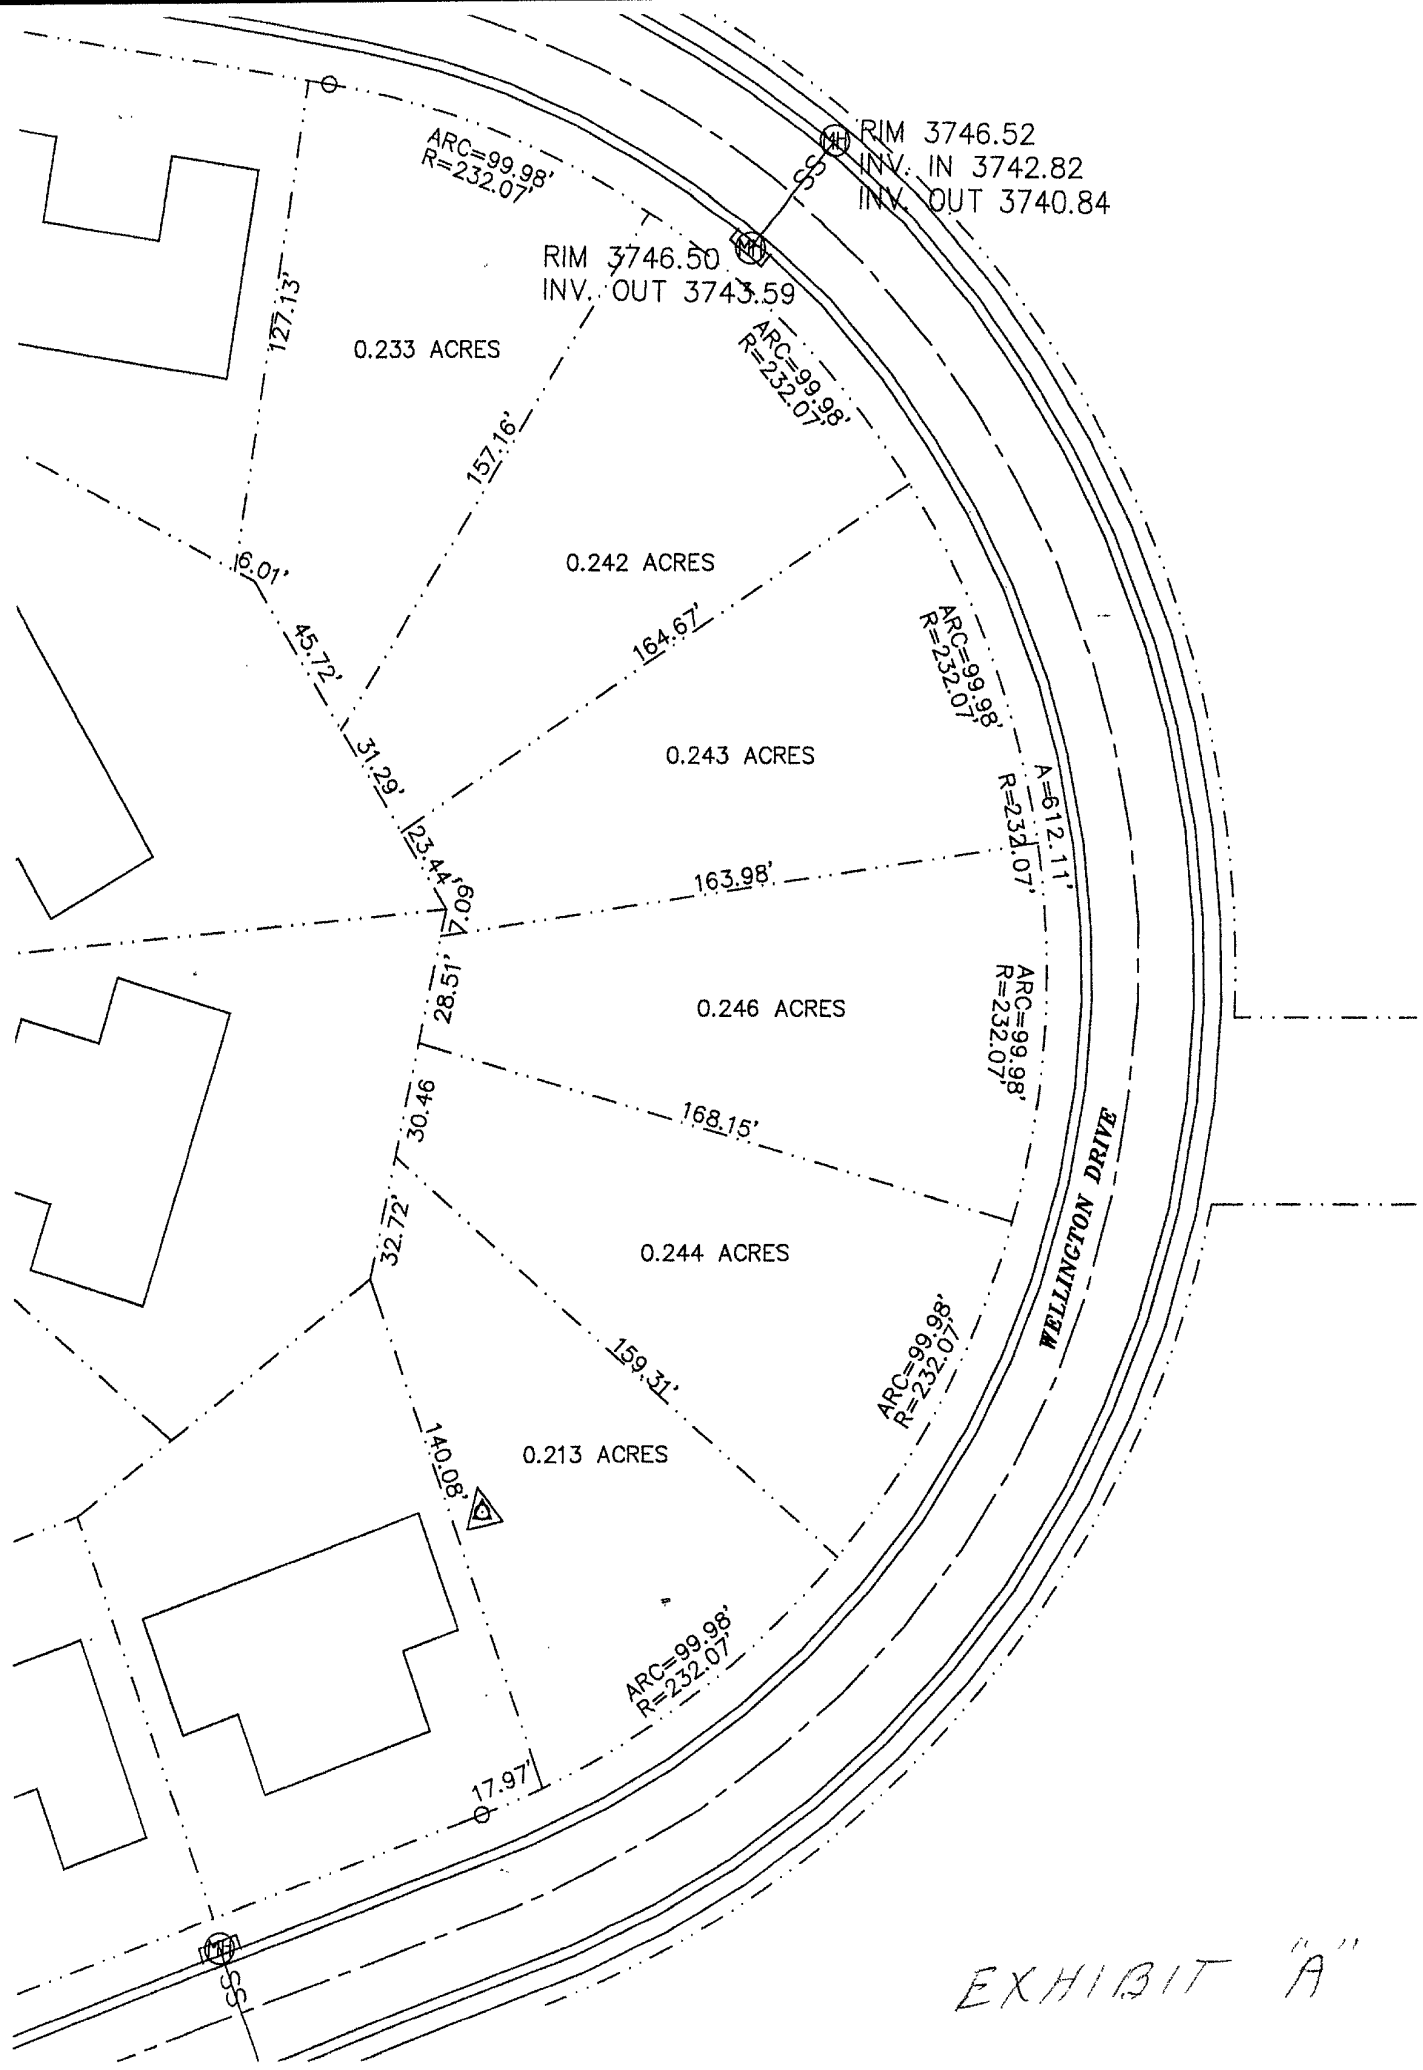 RIM 3746.52
INV. IN 3742.82
INV. OUT 3740.84
SS
MH
ARC=99.98'
R=232.07'
MH
RIM 3746.50
INV. OUT 3743.59
127.13'
0.233 ACRES
ARC=99.98'
R=232.07'
157.16'
6.01'
0.242 ACRES
45.72'
164.67'
ARC=99.98'
R=232.07'
31.29'
0.243 ACRES
A=612.11'
R=232.07'
23.44'
163.98'
7.09'
28.51'
0.246 ACRES
ARC=99.98'
R=232.07'
30.46
168.15'
WELLINGTON DRIVE
32.72'
0.244 ACRES
159.31'
ARC=99.98'
R=232.07'
140.08'
0.213 ACRES
ARC=99.98'
R=232.07'
17.97'
MH
SS
EXHIBIT "A"